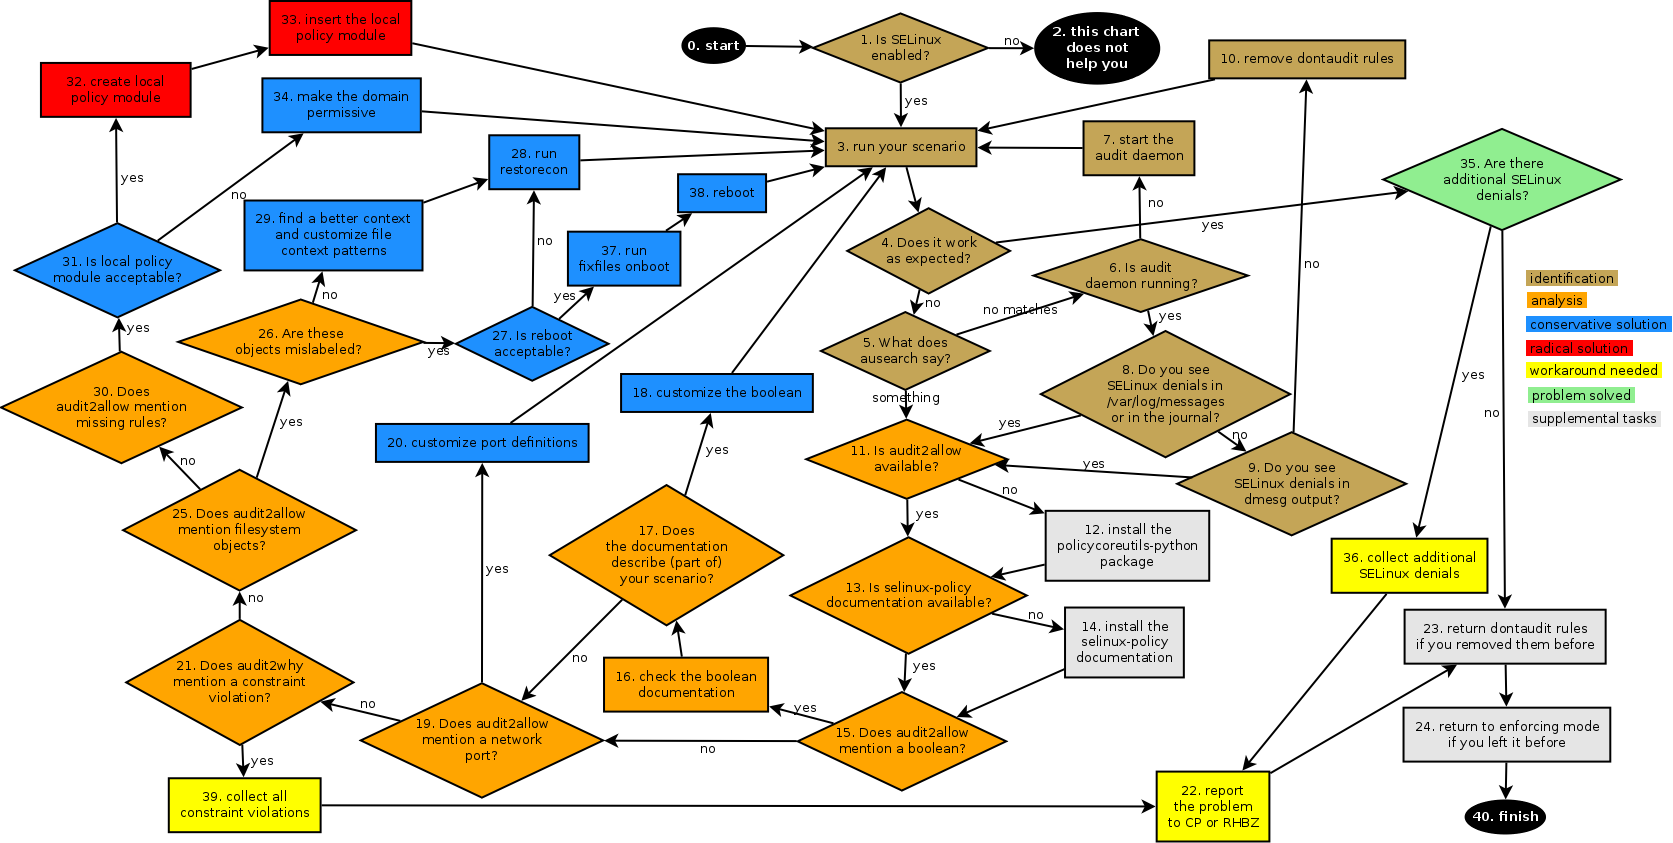 0. start
1. Is SELinux
enabled?
no
2. this chart
does not
help you
yes
3. run your scenario
10. remove dontaudit rules
7. start the
audit daemon
no
4. Does it work
as expected?
yes
no
5. What does
ausearch say?
no matches
something
6. Is audit
daemon running?
yes
8. Do you see
SELinux denials in
/var/log/messages
or in the journal?
yes
no
9. Do you see
SELinux denials in
dmesg output?
yes
no
11. Is audit2allow
available?
no
yes
12. install the
policycoreutils-python
package
13. Is selinux-policy
documentation available?
no
yes
14. install the
selinux-policy
documentation
15. Does audit2allow
mention a boolean?
yes
no
16. check the boolean
documentation
17. Does
the documentation
describe (part of)
your scenario?
yes
no
18. customize the boolean
19. Does audit2allow
mention a network
port?
yes
no
20. customize port definitions
21. Does audit2why
mention a constraint
violation?
yes
no
39. collect all
constraint violations
22. report
the problem
to CP or RHBZ
25. Does audit2allow
mention filesystem
objects?
yes
no
26. Are these
objects mislabeled?
yes
no
27. Is reboot
acceptable?
yes
no
28. run
restorecon
29. find a better context
and customize file
context patterns
30. Does
audit2allow mention
missing rules?
yes
31. Is local policy
module acceptable?
yes
no
32. create local
policy module
33. insert the local
policy module
34. make the domain
permissive
37. run
fixfiles onboot
38. reboot
35. Are there
additional SELinux
denials?
yes
no
36. collect additional
SELinux denials
23. return dontaudit rules
if you removed them before
24. return to enforcing mode
if you left it before
40. finish
identification
analysis
conservative solution
radical solution
workaround needed
problem solved
supplemental tasks